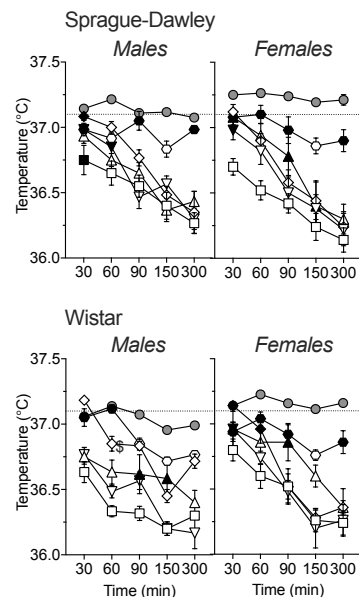 Sprague-Dawley
Males Females
Temperature (°C)
37.5
37.0
36.5
36.0
30 60 90 150 300 30 60 90 150 300
Wistar
Males Females
Temperature (°C)
37.5
37.0
36.5
36.0
$
30 60 90 150 300 30 60 90 150 300
Time (min) Time (min)